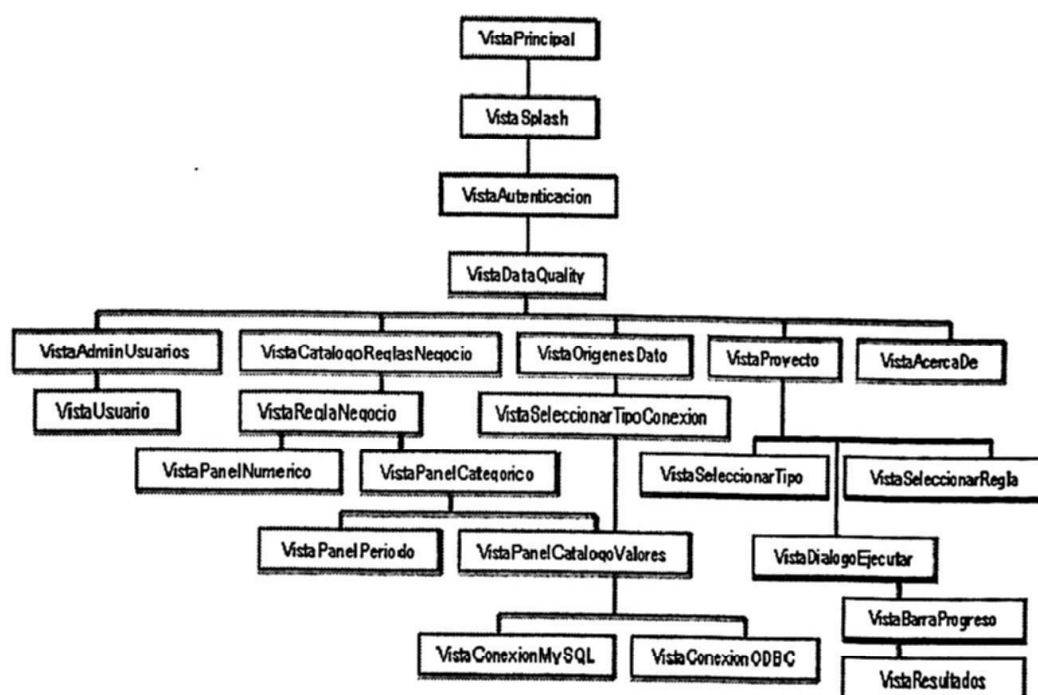 VistaPrincipal
VistaSplash
VistaAutenticacion
VistaDataQuality
VistaAdminUsuarios
VistaCatalogoReglasNegocio
VistaOrigenesDato
VistaProyecto
VistaAcercaDe
VistaUsuario
VistaReglaNegocio
VistaSeleccionarTipoConexion
VistaPanelNumerico
VistaPanelCategorico
VistaSeleccionarTipo
VistaSeleccionarRegla
VistaPanelPeriodo
VistaPanelCatalogoValores
VistaDialogoEjecutar
VistaBarraProgreso
VistaConexionMySQL
VistaConexionODBC
VistaResultados